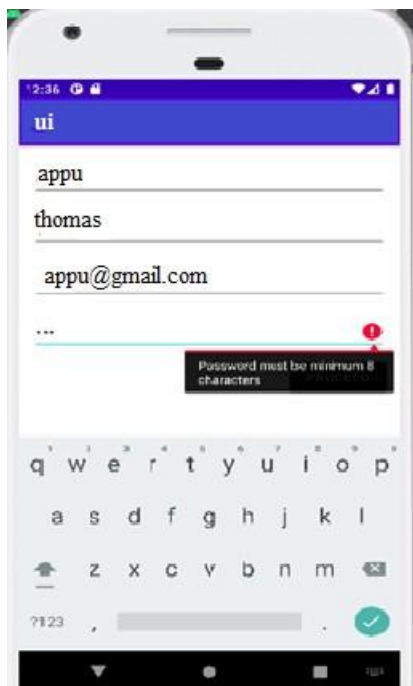 12:36
ui
appu
thomas
appu@gmail.com
...
Password must be minimum 8
characters
q w e r t y u i o p
a s d f g h j k l
z x c v b n m
?123 , .